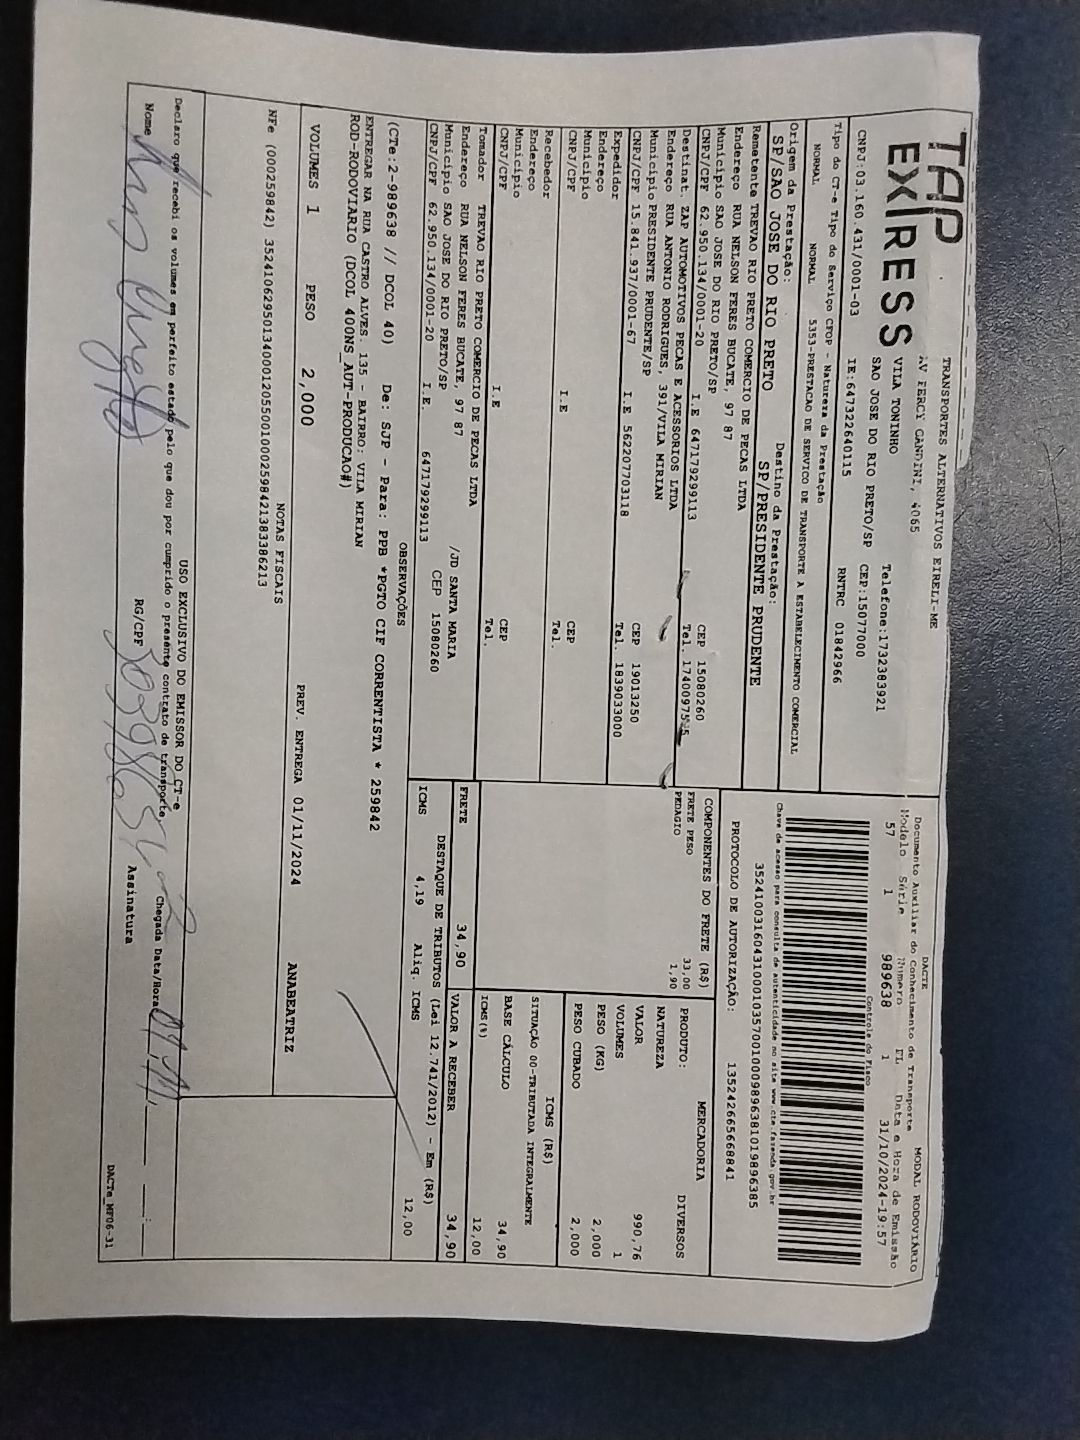 TAP EXPRESS
TRANSPORTES ALTERNATIVOS EIRELI-ME
AV PERCY GANDINI, 4065
VILA TONINHO Telefone:1732383921
SAO JOSE DO RIO PRETO/SP CEP:15077000
CNPJ:03.160.431/0001-03 IE:647322640115 RNTRC 01842966
Tipo do CT-e Tipo do Serviço CFOP - Natureza da Prestação
NORMAL NORMAL 5353-PRESTACAO DE SERVICO DE TRANSPORTE A ESTABELECIMENTO COMERCIAL
Origem da Prestação: Destino da Prestação:
SP/SAO JOSE DO RIO PRETO SP/PRESIDENTE PRUDENTE
Remetente TREVAO RIO PRETO COMERCIO DE PECAS LTDA
Endereço RUA NELSON FERES BUCATE, 97 87
Município SAO JOSE DO RIO PRETO/SP CEP 15080260
CNPJ/CPF 62.950.134/0001-20 I.E 647179299113 Tel.
Destinat. ZAP AUTOMOTIVOS PECAS E ACESSORIOS LTDA
Endereço RUA ANTONIO RODRIGUES, 391/VILA MIRIAN
Município PRESIDENTE PRUDENTE/SP CEP 19013250
CNPJ/CPF 15.841.937/0001-67 I.E 562207703118 Tel. 1839033000
Expedidor
Endereço
Município CEP
CNPJ/CPF I.E Tel.
Recebedor
Endereço
Município CEP
CNPJ/CPF I.E Tel.
Tomador TREVAO RIO PRETO COMERCIO DE PECAS LTDA
Endereço RUA NELSON FERES BUCATE, 97 87 /JD SANTA MARIA
Município SAO JOSE DO RIO PRETO/SP CEP 15080260
CNPJ/CPF 62.950.134/0001-20 I.E. 647179299113
DACTE MODAL RODOVIÁRIO
Documento Auxiliar do Conhecimento de Transporte
Modelo Série Número FL Data e Hora de Emissão
57 1 989638 1 31/10/2024-19:57
Controle do Fisco
Chave de acesso para consulta de autenticidade no site www.cte.fazenda.gov.br
35241003160431000103570010009896381019896385
PROTOCOLO DE AUTORIZAÇÃO: 135242665668841
COMPONENTES DO FRETE (R$)
FRETE PESO 33,00
PEDAGIO 1,90
FRETE 34,90
PRODUTO: MERCADORIA
NATUREZA DIVERSOS
VALOR 990,76
VOLUMES 1
PESO (KG) 2,000
PESO CUBADO 2,000
ICMS (R$)
SITUAÇÃO 00-TRIBUTADA INTEGRALMENTE
BASE CÁLCULO 34,90
ICMS(%) 12,00
VALOR A RECEBER 34,90
DESTAQUE DE TRIBUTOS (Lei 12.741/2012) - Em (R$)
ICMS 4,19 Aliq. ICMS 12,00
OBSERVAÇÕES
(CTe:2-989638 // DCOL 40) De: SJP - Para: PPB *PGTO CIF CORRENTISTA * 259842
ENTREGAR NA RUA CASTRO ALVES. 135 - BAIRRO: VILA MIRIAN
ROD-RODOVIARIO (DCOL 400NS_AUT-PRODUCAO#)
VOLUMES 1 PESO 2,000 PREV. ENTREGA 01/11/2024 ANABEATRIZ
NOTAS FISCAIS
NFe (000259842) 35241062950134000120550010002598421383386213
USO EXCLUSIVO DO EMISSOR DO CT-e
Declaro que recebi os volumes em perfeito estado pelo que dou por cumprido o presente contrato de transporte
Nome RG/CPF Assinatura Chegada Data/Hora
DACTe_MF06-31